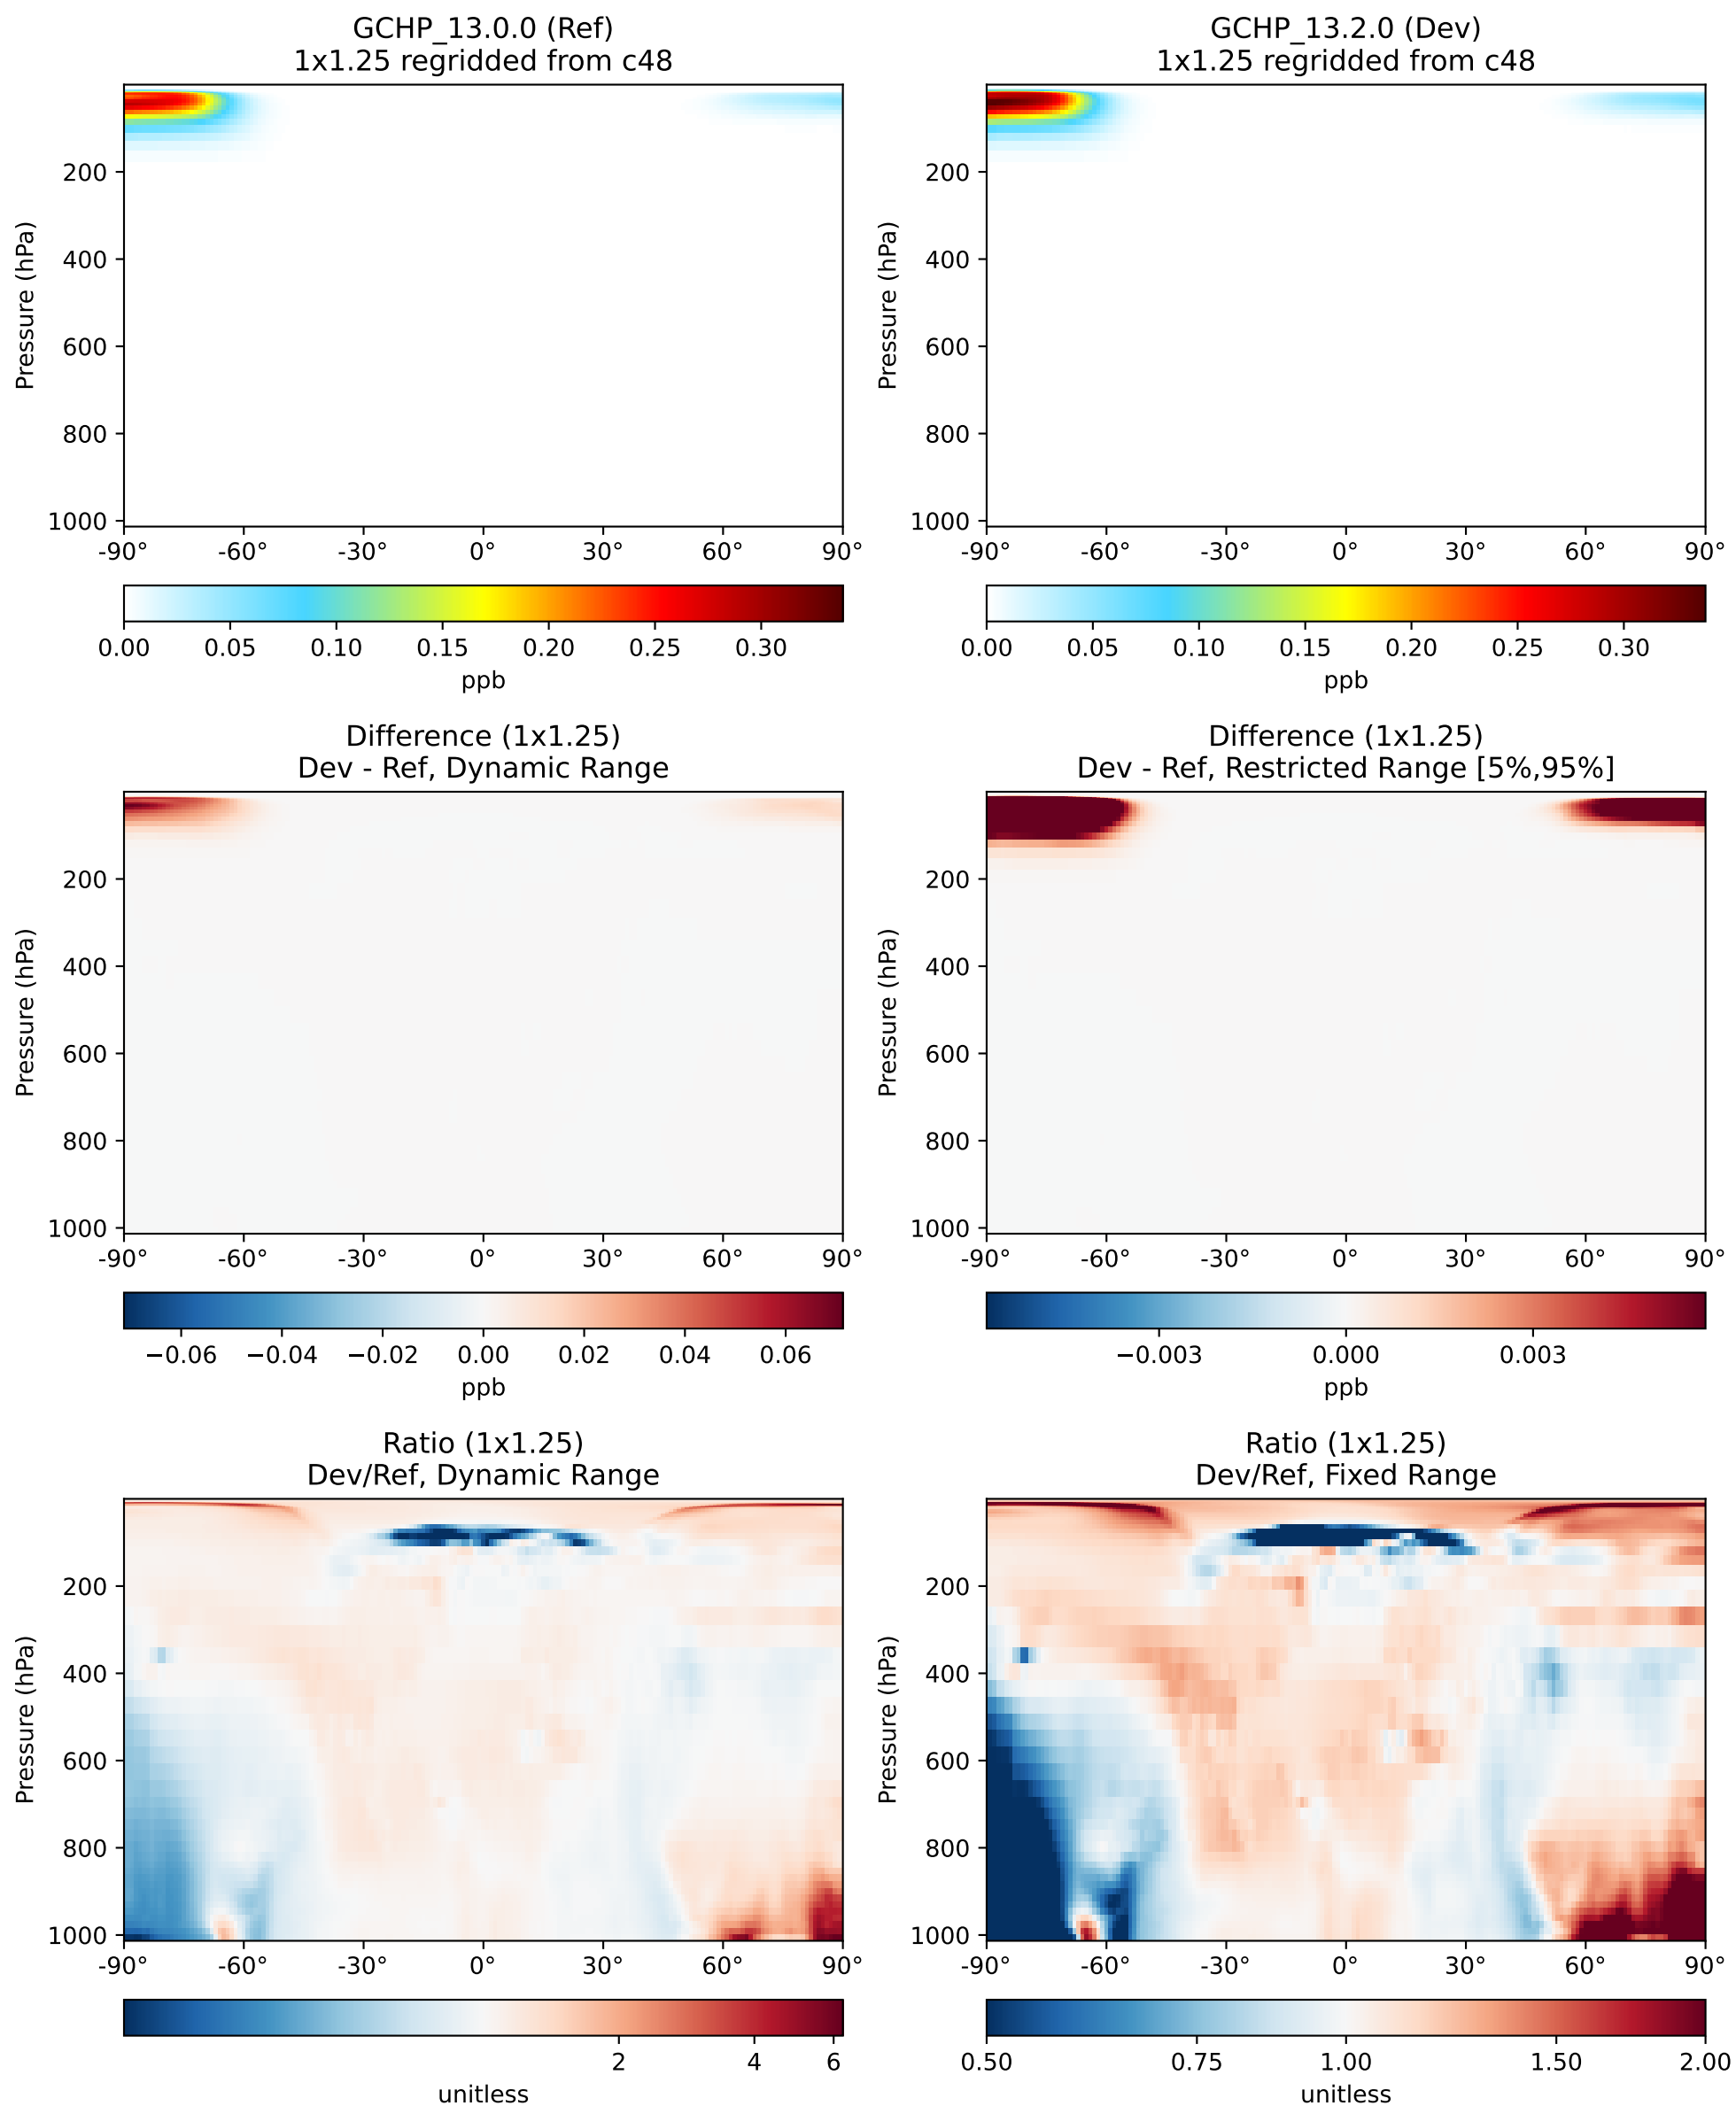 GCHP_13.0.0 (Ref)
1x1.25 regridded from c48
Pressure (hPa)
200
400
600
800
1000
-90° -60° -30° 0° 30° 60° 90°
0.00 0.05 0.10 0.15 0.20 0.25 0.30
ppb
GCHP_13.2.0 (Dev)
1x1.25 regridded from c48
Pressure (hPa)
200
400
600
800
1000
-90° -60° -30° 0° 30° 60° 90°
0.00 0.05 0.10 0.15 0.20 0.25 0.30
ppb
Difference (1x1.25)
Dev - Ref, Dynamic Range
Pressure (hPa)
200
400
600
800
1000
-90° -60° -30° 0° 30° 60° 90°
−0.06 −0.04 −0.02 0.00 0.02 0.04 0.06
ppb
Difference (1x1.25)
Dev - Ref, Restricted Range [5%,95%]
Pressure (hPa)
200
400
600
800
1000
-90° -60° -30° 0° 30° 60° 90°
−0.003 0.000 0.003
ppb
Ratio (1x1.25)
Dev/Ref, Dynamic Range
Pressure (hPa)
200
400
600
800
1000
-90° -60° -30° 0° 30° 60° 90°
2 4 6
unitless
Ratio (1x1.25)
Dev/Ref, Fixed Range
Pressure (hPa)
200
400
600
800
1000
-90° -60° -30° 0° 30° 60° 90°
0.50 0.75 1.00 1.50 2.00
unitless